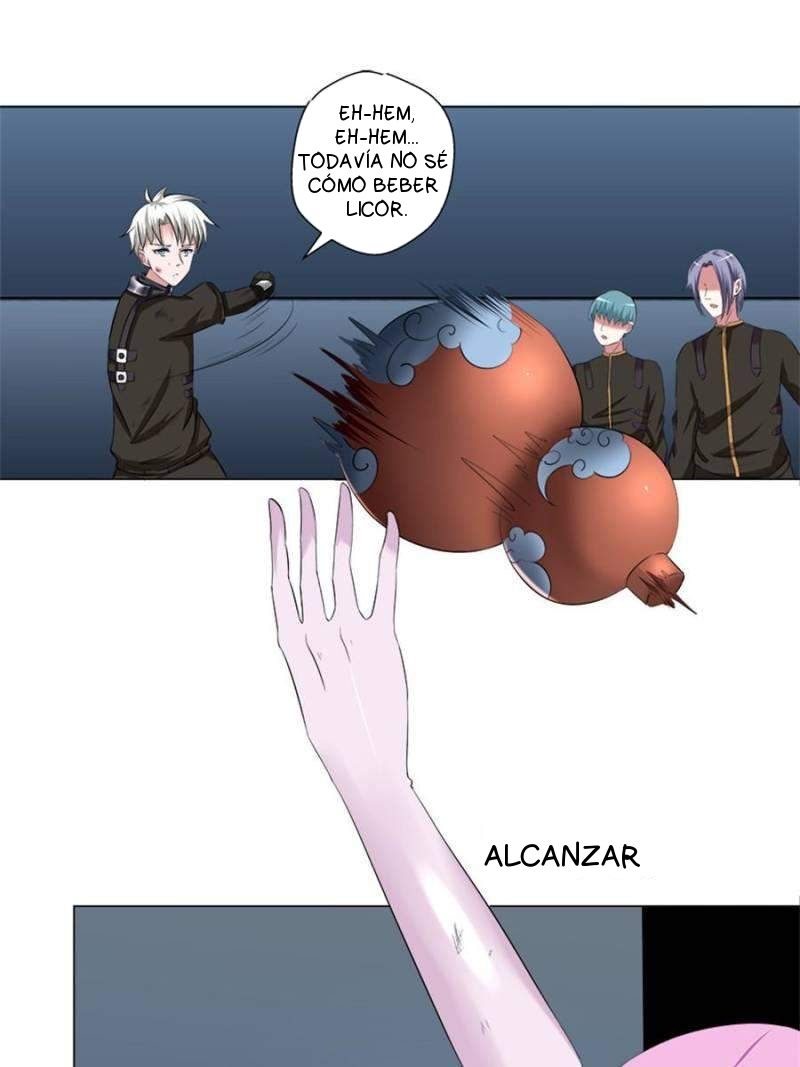 EH-HEM,
EH-HEM...
TODAVÍA NO SÉ
CÓMO BEBER
LICOR.
ALCANZAR